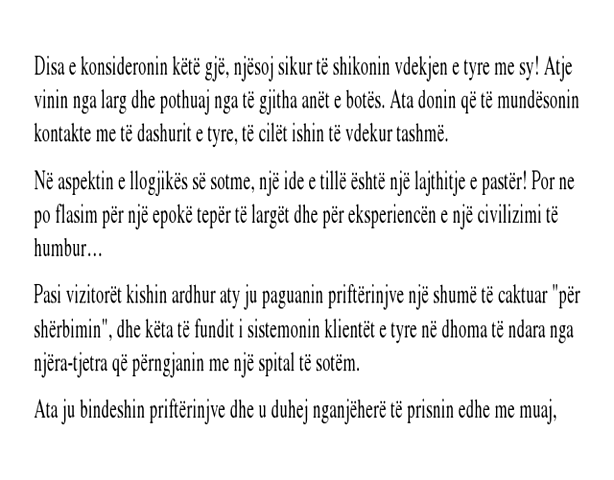 Disa e konsideronin këtë gjë, njësoj sikur të shikonin vdekjen e tyre me sy! Atje
vinin nga larg dhe pothuaj nga të gjitha anët e botës. Ata donin që të mundësonin
kontakte me të dashurit e tyre, të cilët ishin të vdekur tashmë.
Në aspektin e llogjikës së sotme, një ide e tillë është një lajthitje e pastër! Por ne
po flasim për një epokë tepër të largët dhe për eksperiencën e një civilizimi të
humbur...
Pasi vizitorët kishin ardhur aty ju paguanin priftërinjve një shumë të caktuar "për
shërbimin", dhe këta të fundit i sistemonin klientët e tyre në dhoma të ndara nga
njëra-tjetra që përngjanin me një spital të sotëm.
Ata ju bindeshin priftërinjve dhe u duhej nganjëherë të prisnin edhe me muaj,